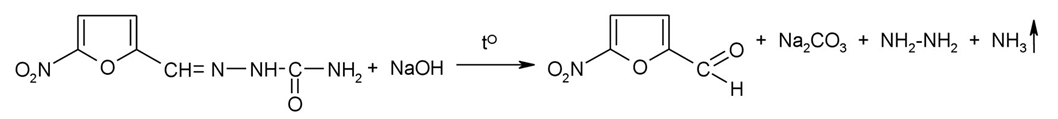 O₂N O CH=N—NH—C—NH₂ + NaOH t° O₂N O C O H + Na₂CO₃ + NH₂-NH₂ + NH₃
O